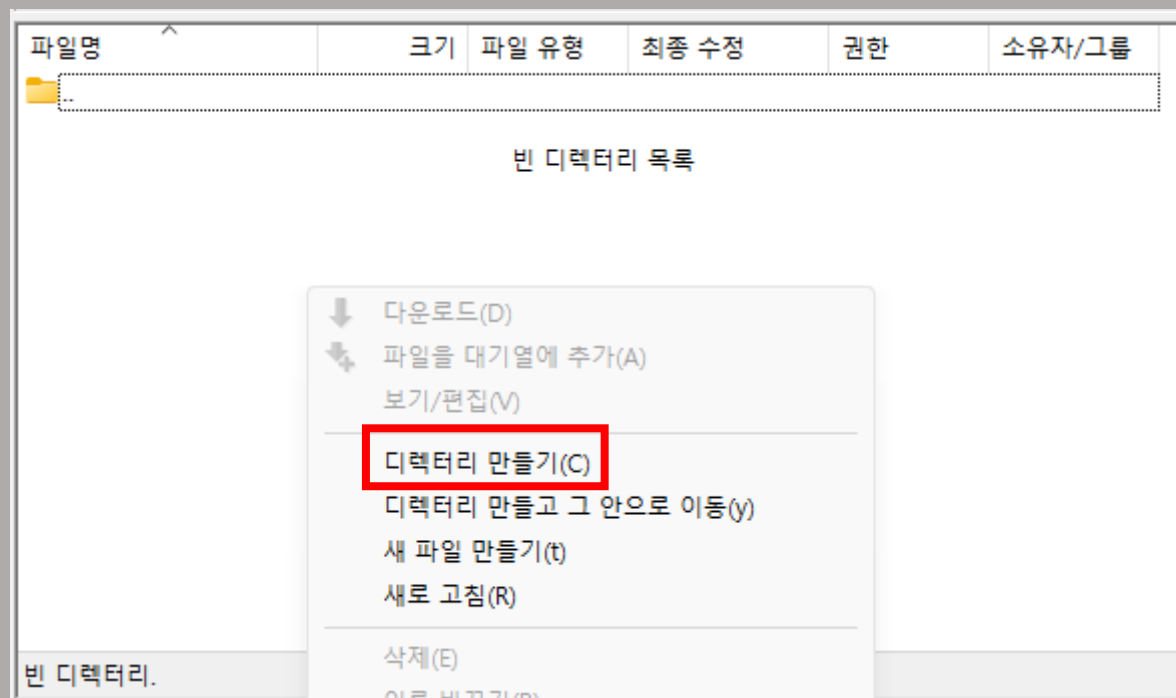 파일명 크기 파일 유형 최종 수정 권한 소유자/그룹
..
빈 디렉터리 목록
다운로드(D)
파일을 대기열에 추가(A)
보기/편집(V)
디렉터리 만들기(C)
디렉터리 만들고 그 안으로 이동(y)
새 파일 만들기(t)
새로 고침(R)
삭제(E)
빈 디렉터리.